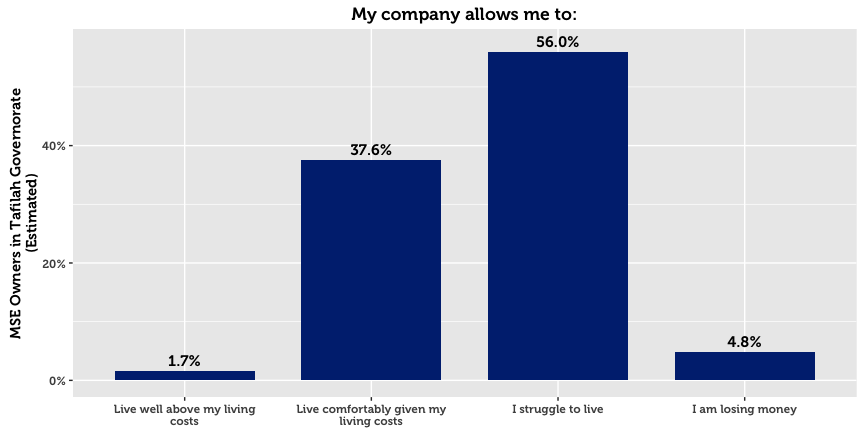 My company allows me to:
MSE Owners in Tafilah Governorate
(Estimated)
40%
20%
0%
1.7%
37.6%
56.0%
4.8%
Live well above my living
costs
Live comfortably given my
living costs
I struggle to live
I am losing money